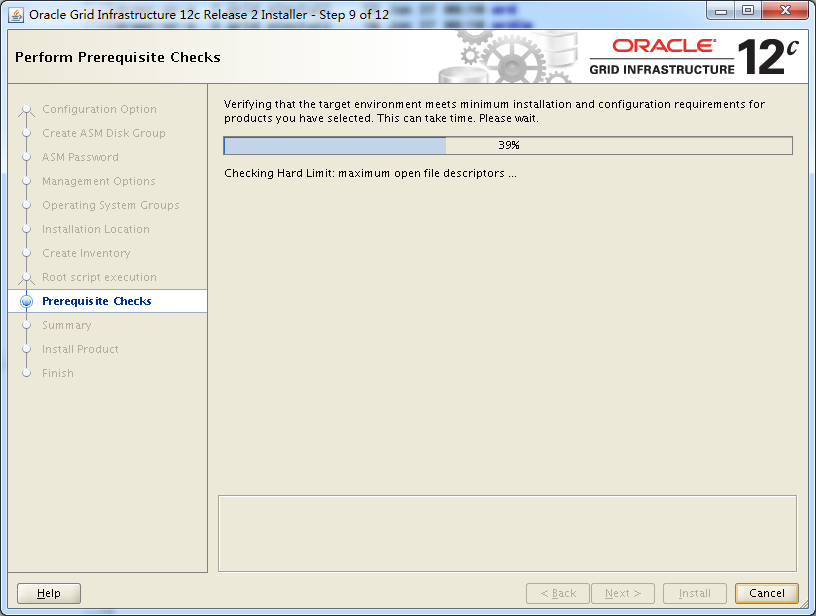 Oracle Grid Infrastructure 12c Release 2 Installer - Step 9 of 12
Perform Prerequisite Checks
ORACLE
GRID INFRASTRUCTURE
12c
Configuration Option
Create ASM Disk Group
ASM Password
Management Options
Operating System Groups
Installation Location
Create Inventory
Root script execution
Prerequisite Checks
Summary
Install Product
Finish
Verifying that the target environment meets minimum installation and configuration requirements for
products you have selected. This can take time. Please wait.
39%
Checking Hard Limit: maximum open file descriptors ...
Help
< Back
Next >
Install
Cancel